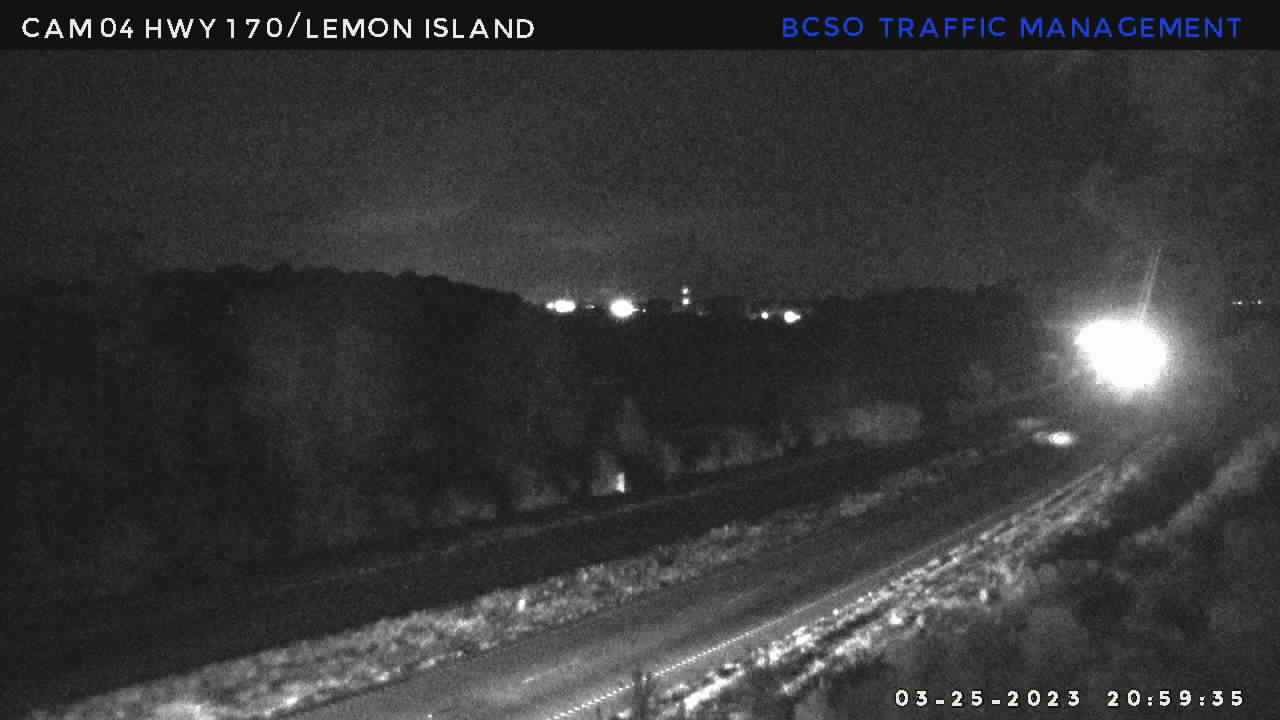 CAM04 HWY 170/LEMON ISLAND
BCSO TRAFFIC MANAGEMENT
03-25-2023 20:59:35